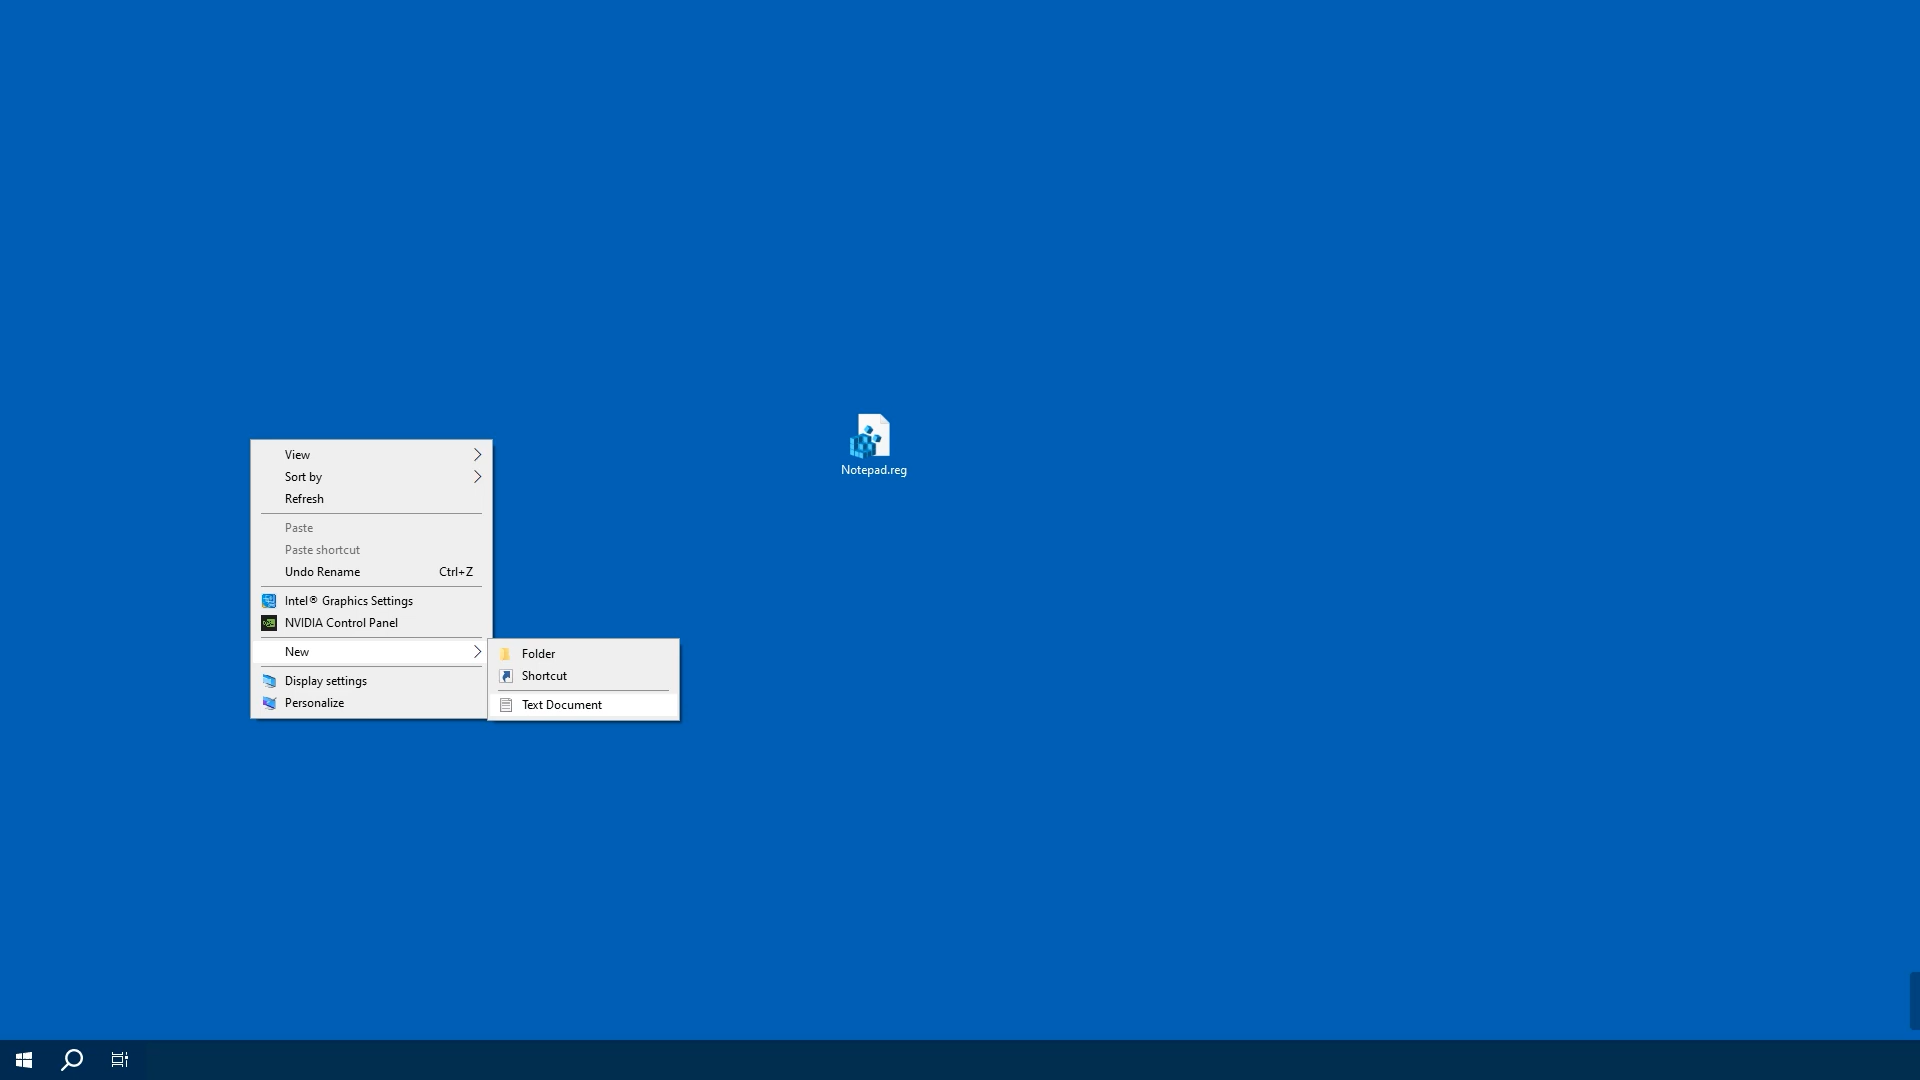 Notepad.reg
View
Sort by
Refresh
Paste
Paste shortcut
Undo Rename Ctrl+Z
Intel® Graphics Settings
NVIDIA Control Panel
New
Display settings
Personalize
Folder
Shortcut
Text Document